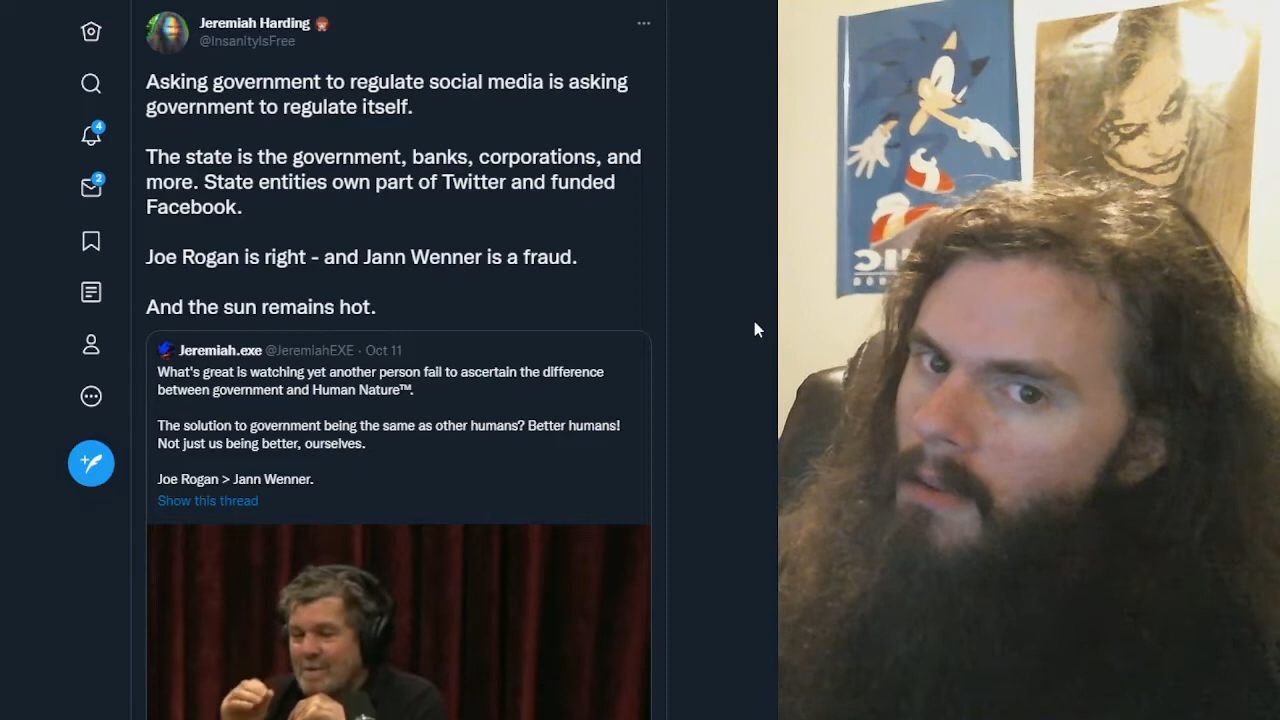 Jeremiah Harding
@InsanityIsFree
Asking government to regulate social media is asking
government to regulate itself.
The state is the government, banks, corporations, and
more. State entities own part of Twitter and funded
Facebook.
Joe Rogan is right - and Jann Wenner is a fraud.
And the sun remains hot.
Jeremiah.exe @JeremiahEXE · Oct 11
What's great is watching yet another person fail to ascertain the difference
between government and Human Nature™.
The solution to government being the same as other humans? Better humans!
Not just us being better, ourselves.
Joe Rogan > Jann Wenner.
Show this thread
4
2